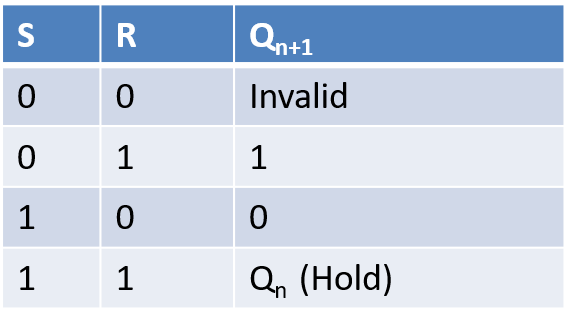 S R Qn+1
0 0 Invalid
0 1 1
1 0 0
1 1 Qn (Hold)